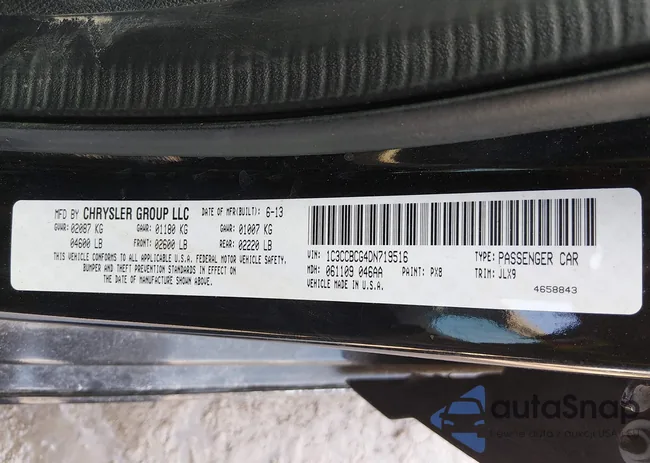 MFD BY CHRYSLER GROUP LLC DATE OF MFR(BUILT): 6-13
GVWR: 02087 KG GAWR: 01180 KG GAWR: 01007 KG
04600 LB FRONT: 02600 LB REAR: 02220 LB
THIS VEHICLE CONFORMS TO ALL APPLICABLE U.S.A. FEDERAL MOTOR VEHICLE SAFETY,
BUMPER AND THEFT PREVENTION STANDARDS IN EFFECT ON
THE DATE OF MANUFACTURE SHOWN ABOVE.
VIN: 1C3CCBCG4DN719516 TYPE: PASSENGER CAR
MDH: 061109 046AA PAINT: PX8 TRIM: JLX9
VEHICLE MADE IN U.S.A. 4658843
autoSnap